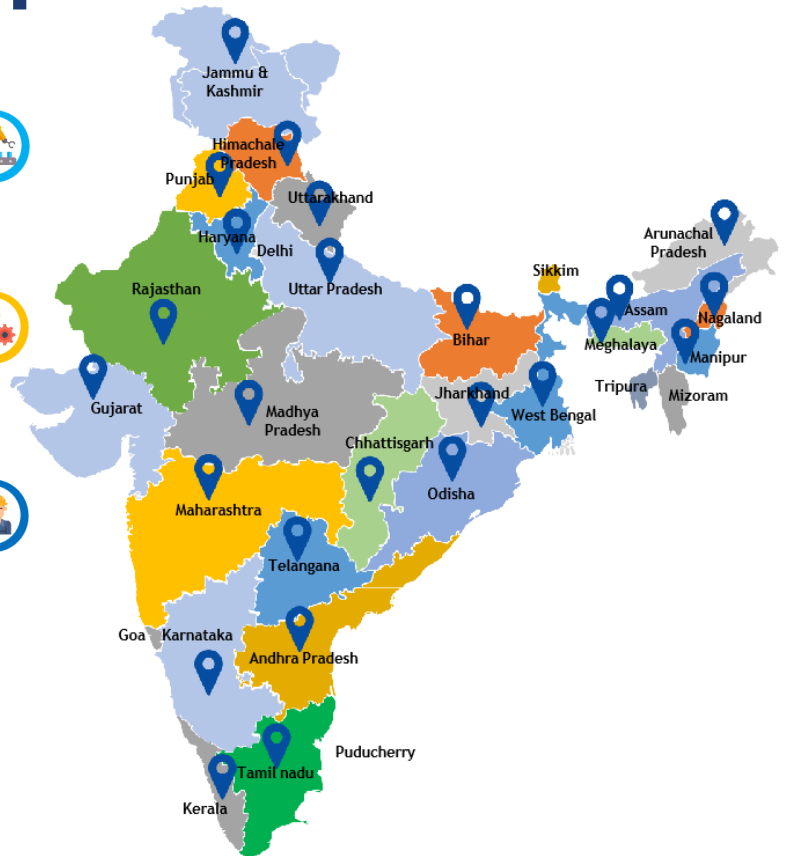 Jammu &
Kashmir
Himachale
Pradesh
Punjab
Uttarakhand
Haryana
Delhi
Arunachal
Pradesh
Sikkim
Rajasthan
Uttar Pradesh
Assam
Nagaland
Bihar
Meghalaya
Manipur
Tripura
Mizoram
Jharkhand
Gujarat
West Bengal
Madhya
Pradesh
Chhattisgarh
Odisha
Maharashtra
Telangana
Goa
Karnataka
Andhra Pradesh
Puducherry
Tamil nadu
Kerala